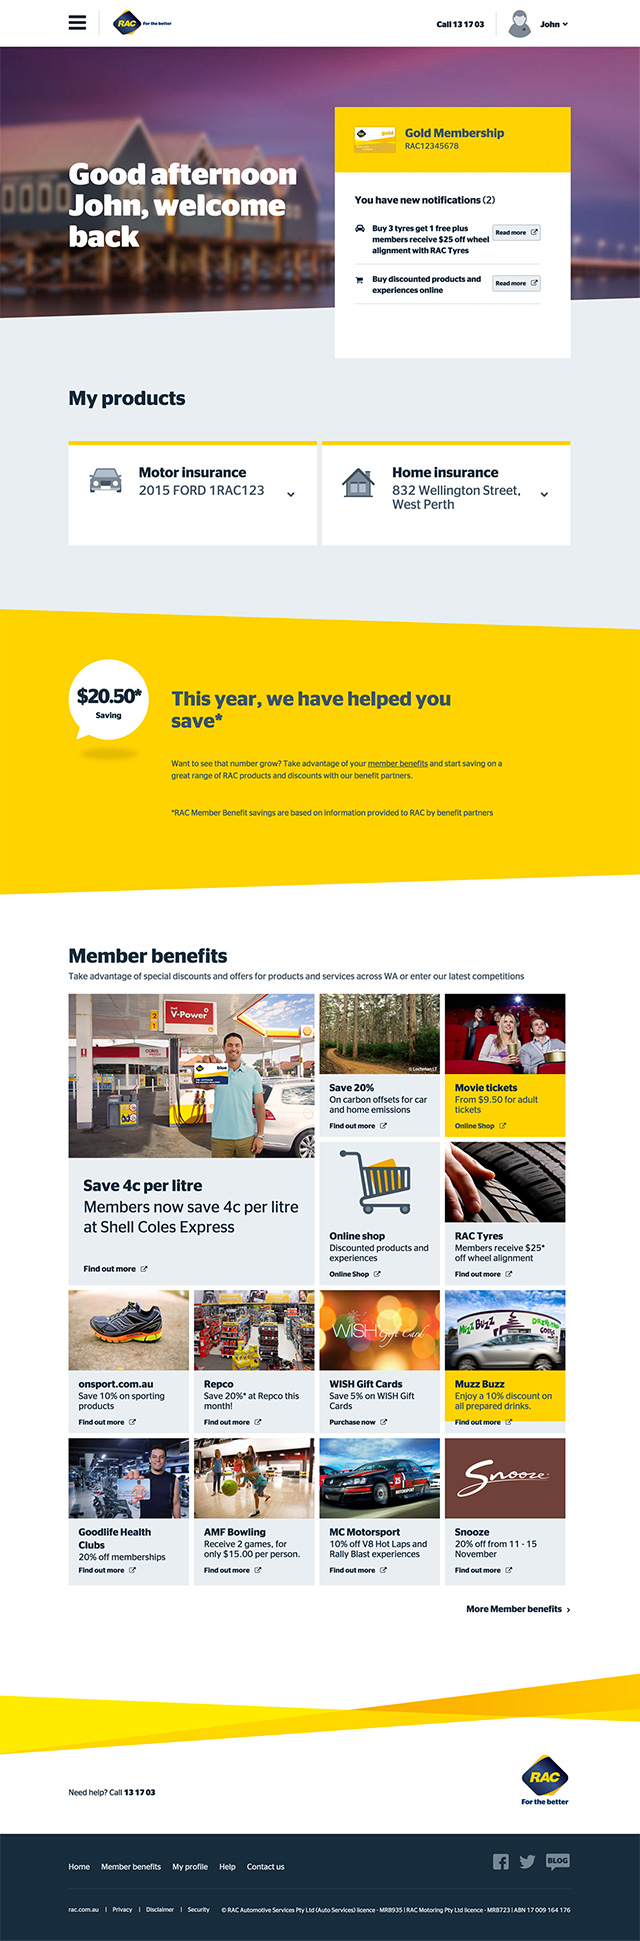 RAC
For the better
Call 13 17 03
John
Good afternoon
John, welcome
back
gold
Gold Membership
RAC12345678
You have new notifications (2)
Buy 3 tyres get 1 free plus
members receive $25 off wheel
alignment with RAC Tyres
Read more
Buy discounted products and
experiences online
Read more
My products
Motor insurance
2015 FORD 1RAC123
Home insurance
832 Wellington Street,
West Perth
$20.50*
Saving
This year, we have helped you
save*
Want to see that number grow? Take advantage of your member benefits and start saving on a
great range of RAC products and discounts with our benefit partners.
*RAC Member Benefit savings are based on information provided to RAC by benefit partners
Member benefits
Take advantage of special discounts and offers for products and services across WA or enter our latest competitions
Shell
V-Power
2
1
coles
blue
Save 4c per litre
Members now save 4c per litre
at Shell Coles Express
Find out more
© Lochman LT
Save 20%
On carbon offsets for car
and home emissions
Find out more
Movie tickets
From $9.50 for adult
tickets
Online Shop
Online shop
Discounted products and
experiences
Online Shop
RAC Tyres
Members receive $25*
off wheel alignment
Find out more
onsport.com.au
Save 10% on sporting
products
Find out more
Repco
Save 20%* at Repco this
month!
Find out more
WISH Gift Card
WISH Gift Cards
Save 5% on WISH Gift
Cards
Purchase now
MUZZ BUZZ
DRIVE-THRU
COFFEE
Muzz Buzz
Enjoy a 10% discount on
all prepared drinks.
Find out more
Goodlife Health
Clubs
20% off memberships
Find out more
AMF Bowling
Receive 2 games, for
only $15.00 per person.
Find out more
25
MC Motorsport
10% off V8 Hot Laps and
Rally Blast experiences
Find out more
Snooze
Snooze
20% off from 11 - 15
November
Find out more
More Member benefits
Need help? Call 13 17 03
RAC
For the better
Home
Member benefits
My profile
Help
Contact us
BLOG
rac.com.au | Privacy | Disclaimer | Security
© RAC Automotive Services Pty Ltd (Auto Services) licence - MRB935 | RAC Motoring Pty Ltd licence - MRB723 | ABN 17 009 164 176